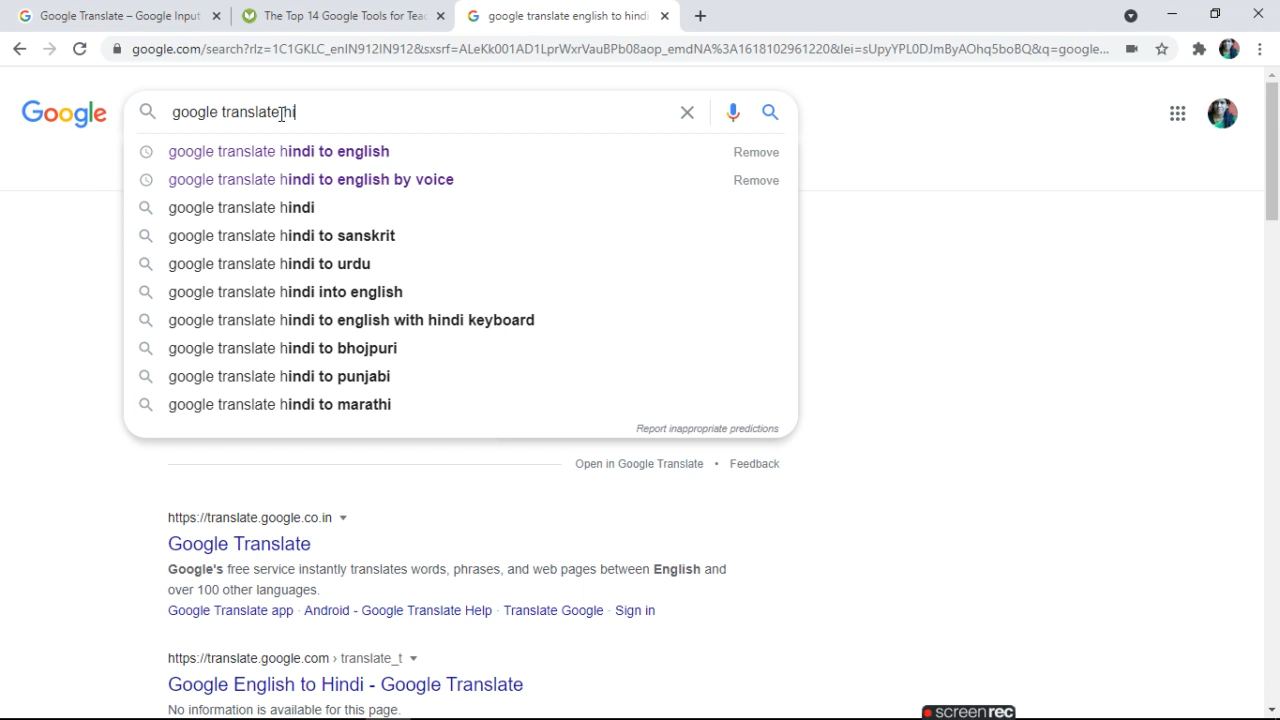 Google Translate – Google Input
The Top 14 Google Tools for Teac
google translate english to hindi
google.com/search?rlz=1C1GKLC_enIN912IN912&sxsrf=ALeKk001AD1LprWxrVauBPb08aop_emdNA%3A1618102961220&lei=sUpyYPL0DJmByAOhq5boBQ&q=google...
Google
google translate hi
google translate hindi to english Remove
google translate hindi to english by voice Remove
google translate hindi
google translate hindi to sanskrit
google translate hindi to urdu
google translate hindi into english
google translate hindi to english with hindi keyboard
google translate hindi to bhojpuri
google translate hindi to punjabi
google translate hindi to marathi
Report inappropriate predictions
Open in Google Translate • Feedback
https://translate.google.co.in
Google Translate
Google's free service instantly translates words, phrases, and web pages between English and
over 100 other languages.
Google Translate app · Android - Google Translate Help · Translate Google · Sign in
https://translate.google.com › translate_t
Google English to Hindi - Google Translate
No information is available for this page.
screenrec